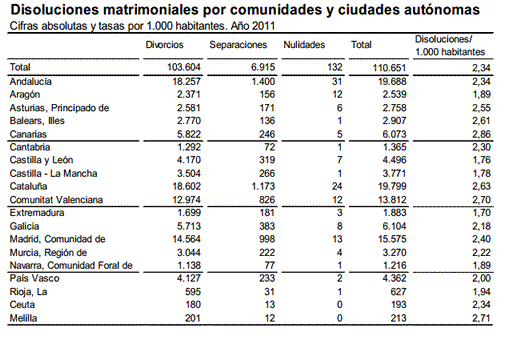 Disoluciones matrimoniales por comunidades y ciudades autónomas
Cifras absolutas y tasas por 1.000 habitantes. Año 2011
Divorcios Separaciones Nulidades Total Disoluciones/
1.000 habitantes
Total 103.604 6.915 132 110.651 2,34
Andalucía 18.257 1.400 31 19.688 2,34
Aragón 2.371 156 12 2.539 1,89
Asturias, Principado de 2.581 171 6 2.758 2,55
Balears, Illes 2.770 136 1 2.907 2,61
Canarias 5.822 246 5 6.073 2,86
Cantabria 1.292 72 1 1.365 2,30
Castilla y León 4.170 319 7 4.496 1,76
Castilla - La Mancha 3.504 266 1 3.771 1,78
Cataluña 18.602 1.173 24 19.799 2,63
Comunitat Valenciana 12.974 826 12 13.812 2,70
Extremadura 1.699 181 3 1.883 1,70
Galicia 5.713 383 8 6.104 2,18
Madrid, Comunidad de 14.564 998 13 15.575 2,40
Murcia, Región de 3.044 222 4 3.270 2,22
Navarra, Comunidad Foral de 1.138 77 1 1.216 1,89
País Vasco 4.127 233 2 4.362 2,00
Rioja, La 595 31 1 627 1,94
Ceuta 180 13 0 193 2,34
Melilla 201 12 0 213 2,71